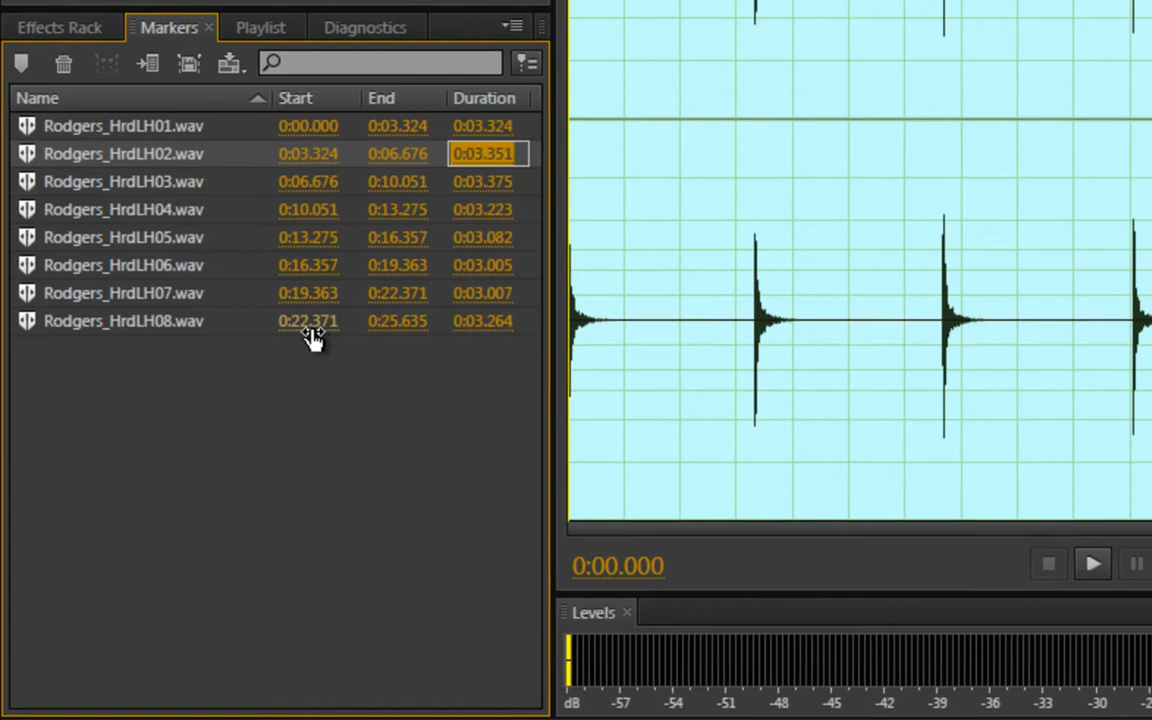 Effects Rack Markers × Playlist Diagnostics
Name Start End Duration
Rodgers_HrdLH01.wav 0:00.000 0:03.324 0:03.324
Rodgers_HrdLH02.wav 0:03.324 0:06.676 0:03.351
Rodgers_HrdLH03.wav 0:06.676 0:10.051 0:03.375
Rodgers_HrdLH04.wav 0:10.051 0:13.275 0:03.223
Rodgers_HrdLH05.wav 0:13.275 0:16.357 0:03.082
Rodgers_HrdLH06.wav 0:16.357 0:19.363 0:03.005
Rodgers_HrdLH07.wav 0:19.363 0:22.371 0:03.007
Rodgers_HrdLH08.wav 0:22.371 0:25.635 0:03.264
0:00.000
Levels ×
dB -57 -54 -51 -48 -45 -42 -39 -36 -33 -30